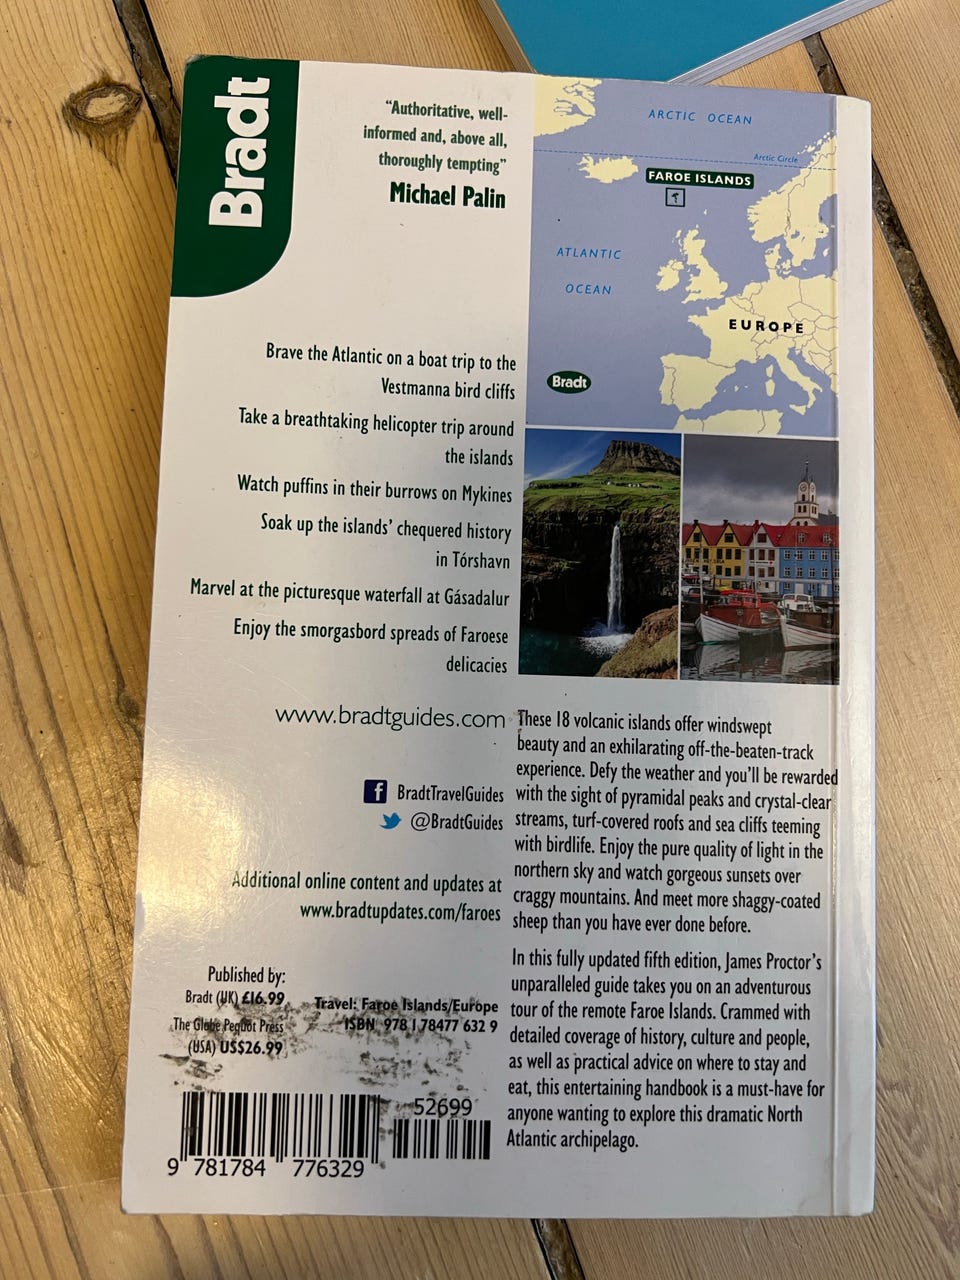 Bradt
“Authoritative, well-
informed and, above all,
thoroughly tempting”
Michael Palin
ARCTIC OCEAN
Arctic Circle
FAROE ISLANDS
ATLANTIC
OCEAN
EUROPE
Bradt
Brave the Atlantic on a boat trip to the
Vestmanna bird cliffs
Take a breathtaking helicopter trip around
the islands
Watch puffins in their burrows on Mykines
Soak up the islands’ chequered history
in Tórshavn
Marvel at the picturesque waterfall at Gásadalur
Enjoy the smorgasbord spreads of Faroese
delicacies
www.bradtguides.com
f BradtTravelGuides
@BradtGuides
Additional online content and updates at
www.bradtupdates.com/faroes
Published by:
Bradt (UK) £16.99
The Globe Pequot Press
(USA) US$26.99
Travel: Faroe Islands/Europe
ISBN 978 1 78477 632 9
52699
9 781784 776329
These 18 volcanic islands offer windswept
beauty and an exhilarating off-the-beaten-track
experience. Defy the weather and you’ll be rewarded
with the sight of pyramidal peaks and crystal-clear
streams, turf-covered roofs and sea cliffs teeming
with birdlife. Enjoy the pure quality of light in the
northern sky and watch gorgeous sunsets over
craggy mountains. And meet more shaggy-coated
sheep than you have ever done before.
In this fully updated fifth edition, James Proctor’s
unparalleled guide takes you on an adventurous
tour of the remote Faroe Islands. Crammed with
detailed coverage of history, culture and people,
as well as practical advice on where to stay and
eat, this entertaining handbook is a must-have for
anyone wanting to explore this dramatic North
Atlantic archipelago.